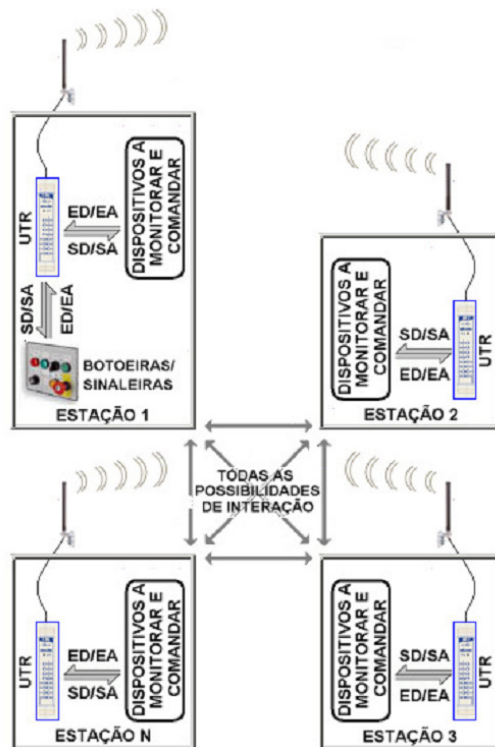 UTR
ED/EA
SD/SA
DISPOSITIVOS A
MONITORAR E
COMANDAR
SD/SA
ED/EA
BOTOEIRAS/
SINALEIRAS
ESTAÇÃO 1
DISPOSITIVOS A
MONITORAR E
COMANDAR
SD/SA
ED/EA
UTR
ESTAÇÃO 2
TODAS AS
POSSIBILIDADES
DE INTERAÇÃO
UTR
ED/EA
SD/SA
DISPOSITIVOS A
MONITORAR E
COMANDAR
ESTAÇÃO N
DISPOSITIVOS A
MONITORAR E
COMANDAR
SD/SA
ED/EA
UTR
ESTAÇÃO 3